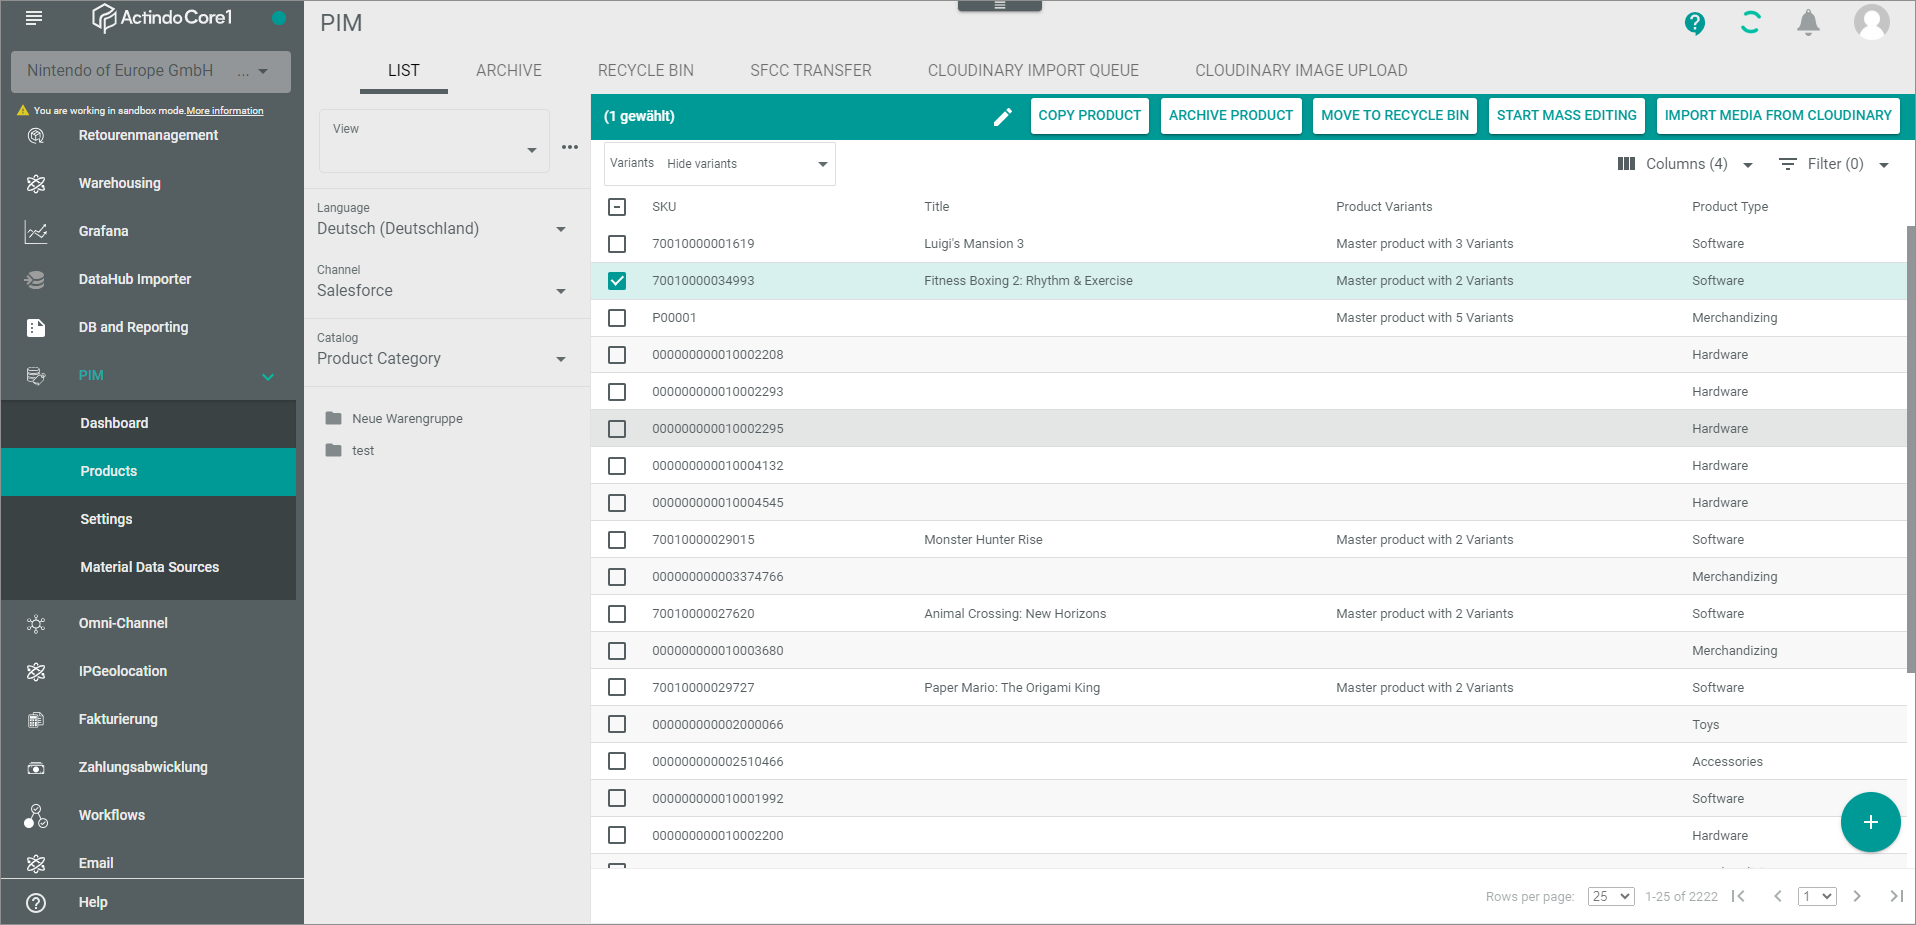 Actindo Core1
Nintendo of Europe GmbH ...
You are working in sandbox mode. More information
Retourenmanagement
Warehousing
Grafana
DataHub Importer
DB and Reporting
PIM
Dashboard
Products
Settings
Material Data Sources
Omni-Channel
IPGeolocation
Fakturierung
Zahlungsabwicklung
Workflows
Email
Help
PIM
LIST ARCHIVE RECYCLE BIN SFCC TRANSFER CLOUDINARY IMPORT QUEUE CLOUDINARY IMAGE UPLOAD
View
Language
Deutsch (Deutschland)
Channel
Salesforce
Catalog
Product Category
Neue Warengruppe
test
(1 gewählt) COPY PRODUCT ARCHIVE PRODUCT MOVE TO RECYCLE BIN START MASS EDITING IMPORT MEDIA FROM CLOUDINARY
Variants Hide variants Columns (4) Filter (0)
SKU Title Product Variants Product Type
70010000001619 Luigi's Mansion 3 Master product with 3 Variants Software
70010000034993 Fitness Boxing 2: Rhythm & Exercise Master product with 2 Variants Software
P00001 Master product with 5 Variants Merchandizing
000000000010002208 Hardware
000000000010002293 Hardware
000000000010002295 Hardware
000000000010004132 Hardware
000000000010004545 Hardware
70010000029015 Monster Hunter Rise Master product with 2 Variants Software
000000000003374766 Merchandizing
70010000027620 Animal Crossing: New Horizons Master product with 2 Variants Software
000000000010003680 Merchandizing
70010000029727 Paper Mario: The Origami King Master product with 2 Variants Software
000000000002000066 Toys
000000000002510466 Accessories
000000000010001992 Software
000000000010002200 Hardware
Rows per page: 25 1-25 of 2222 1